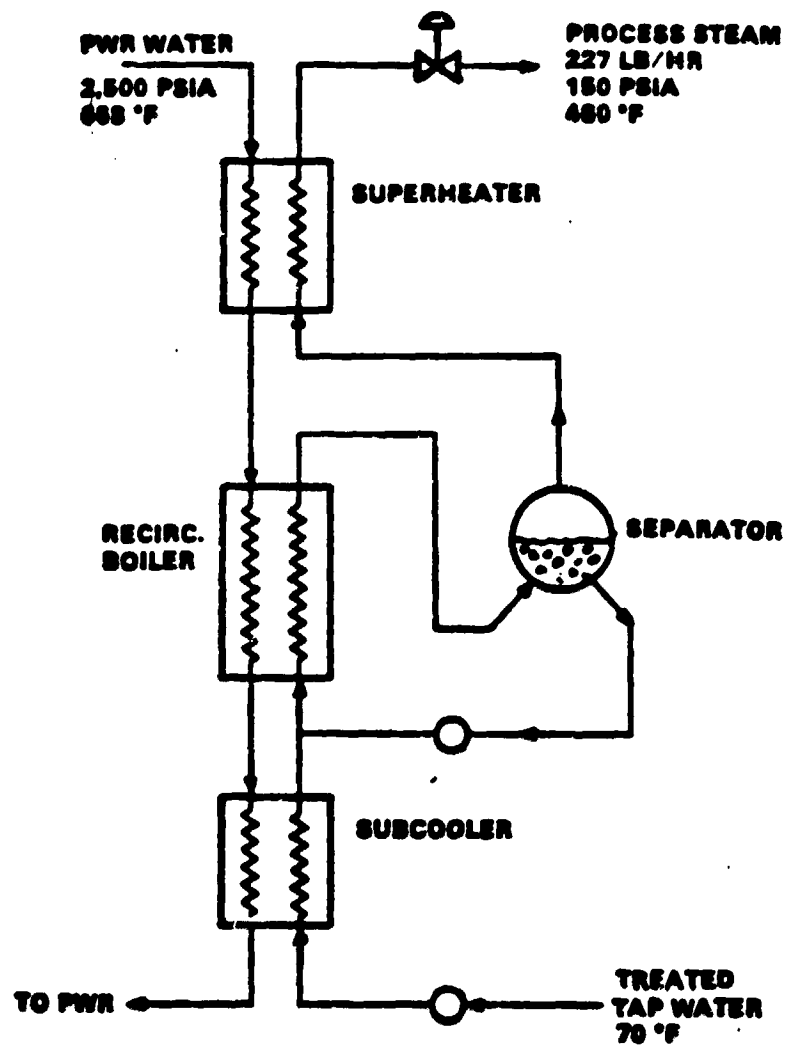 PWR WATER
2,500 PSIA
°F
PROCESS STEAM
227 LB/HR
150 PSIA
460 °F
SUPERHEATER
RECIRC.
BOILER
SEPARATOR
SUBCOOLER
TO PWR
TREATED
TAP WATER
70 °F